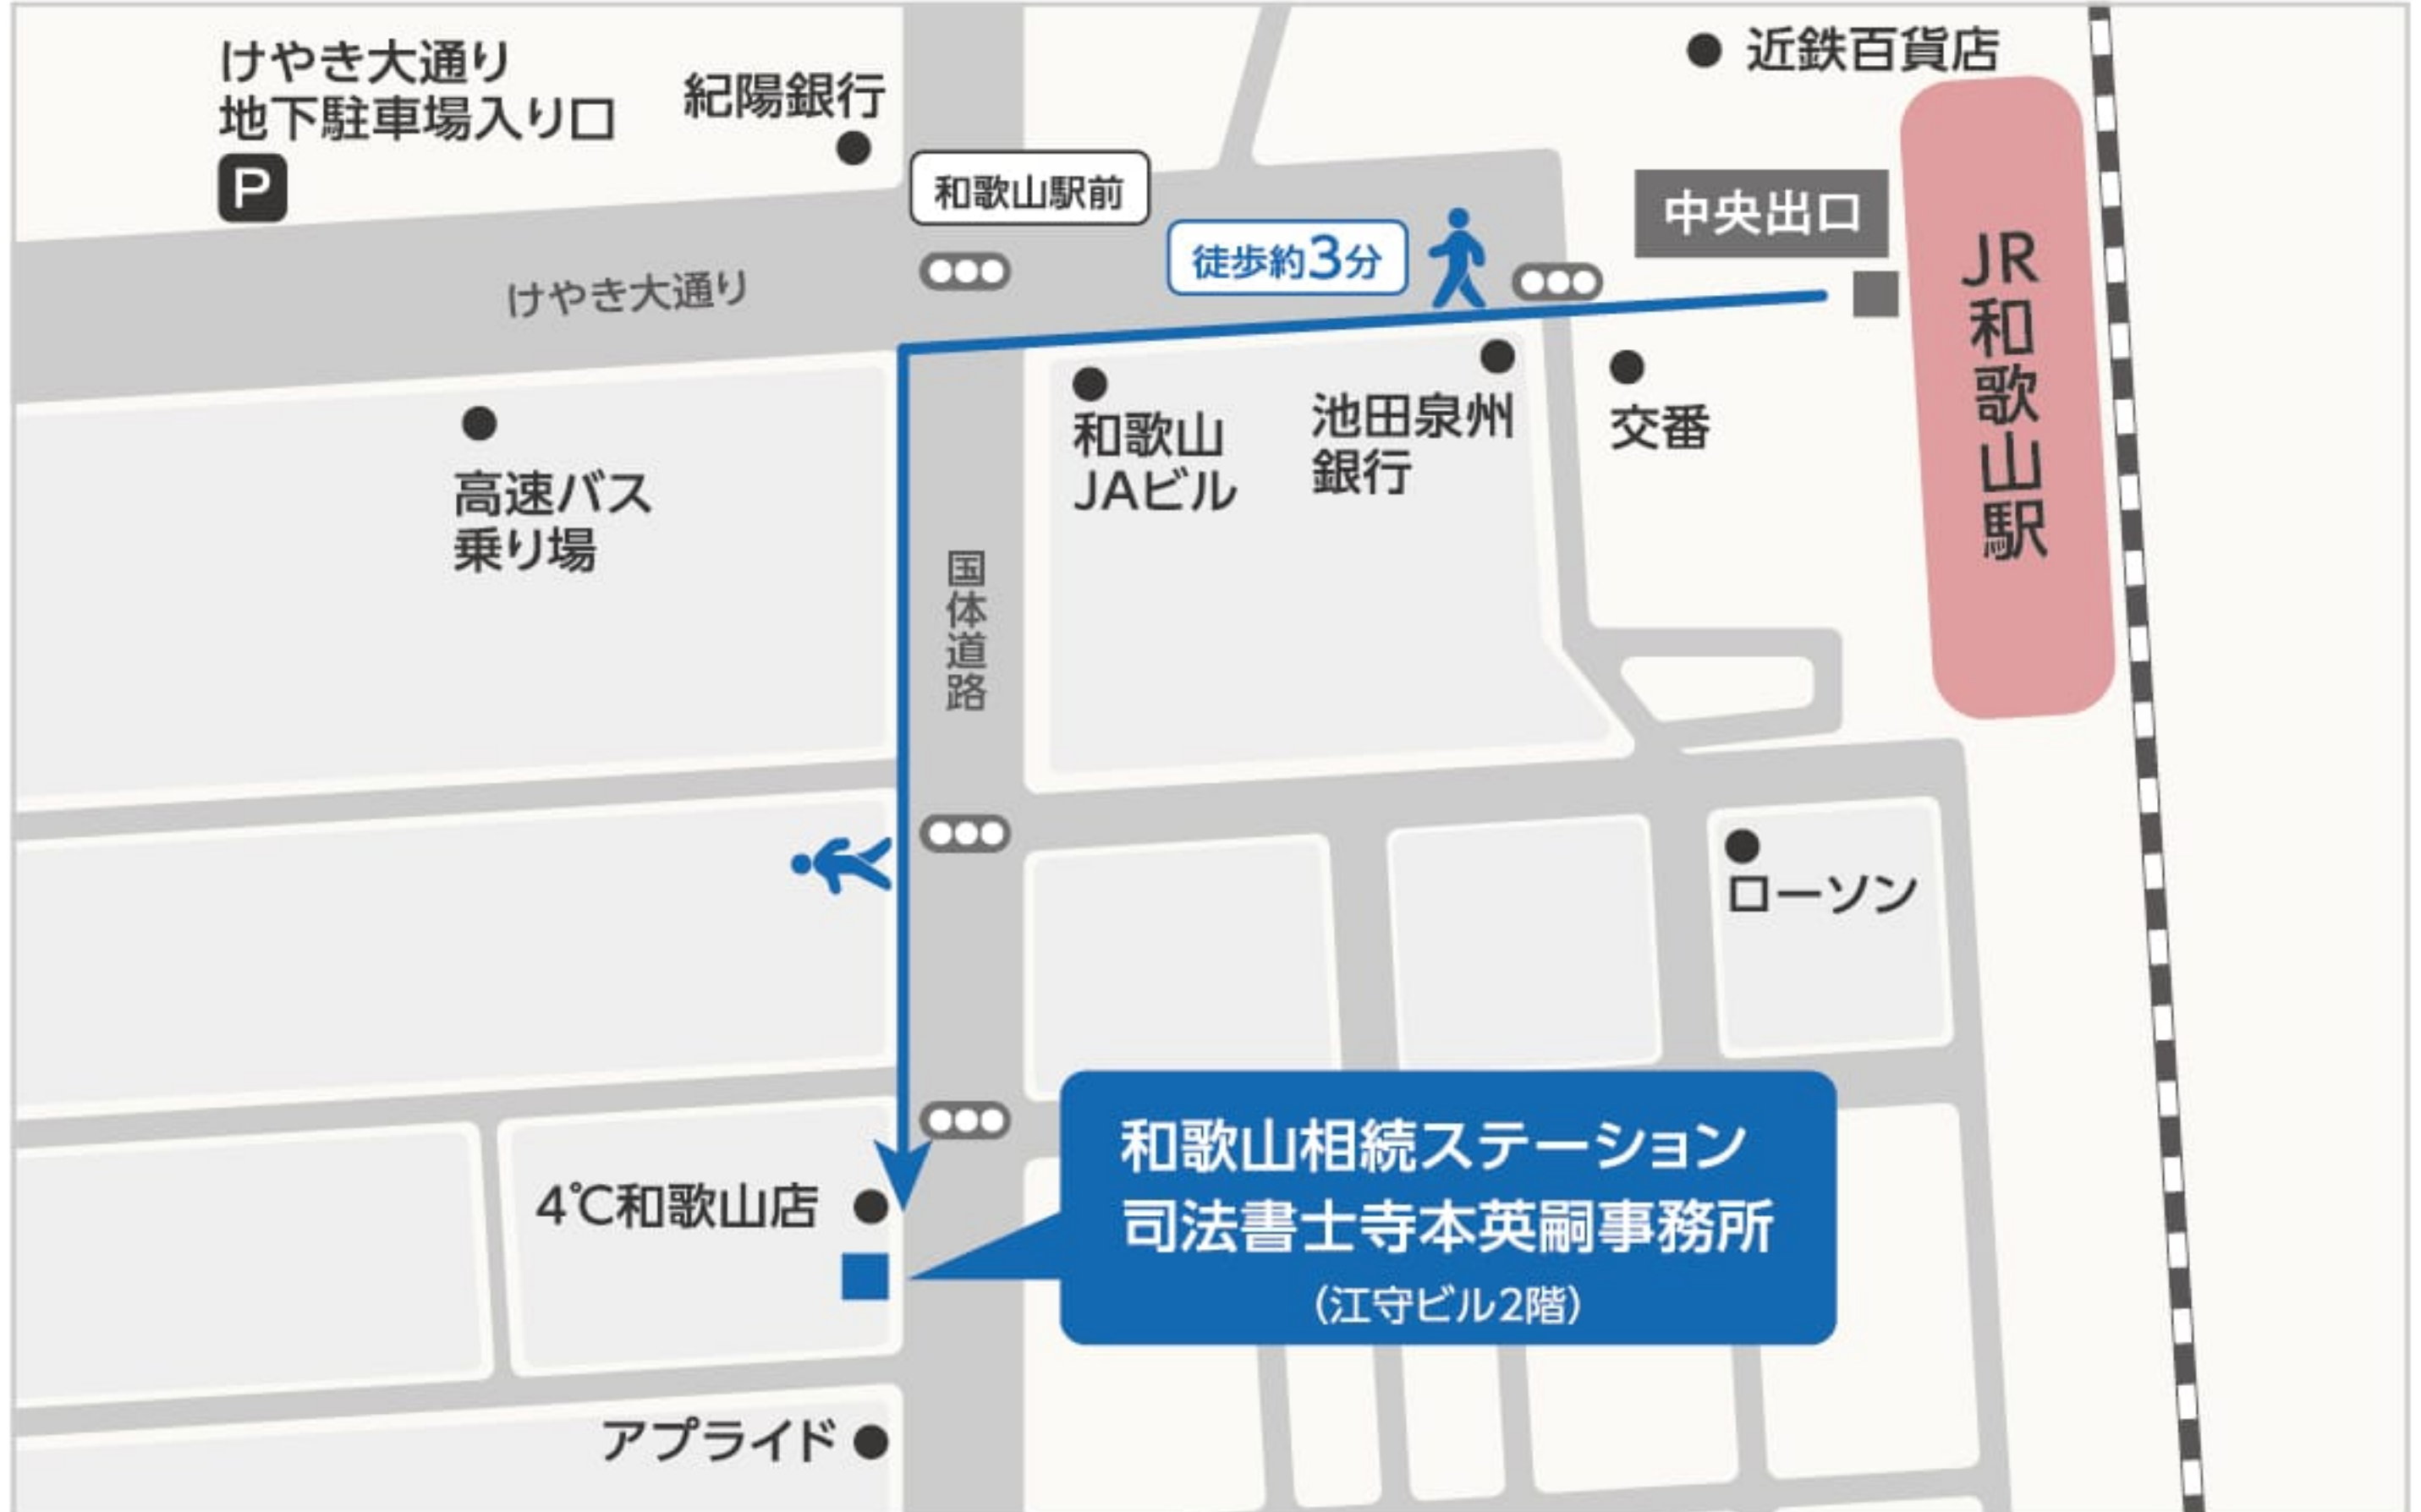 けやき大通り
地下駐車場入り口
P
紀陽銀行
近鉄百貨店
和歌山駅前
中央出口
徒歩約3分
JR和歌山駅
けやき大通り
高速バス
乗り場
和歌山
JAビル
池田泉州
銀行
交番
国体道路
ローソン
4℃和歌山店
和歌山相続ステーション
司法書士寺本英嗣事務所
（江守ビル2階）
アプライド